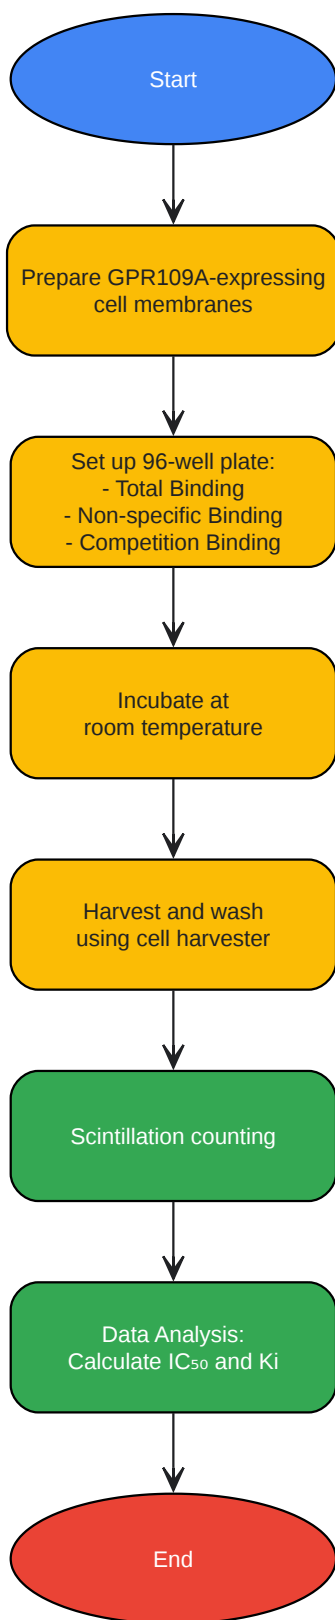 Start
Prepare GPR109A-expressing
cell membranes
Set up 96-well plate:
- Total Binding
- Non-specific Binding
- Competition Binding
Incubate at
room temperature
Harvest and wash
using cell harvester
Scintillation counting
Data Analysis:
Calculate IC₅₀ and Ki
End